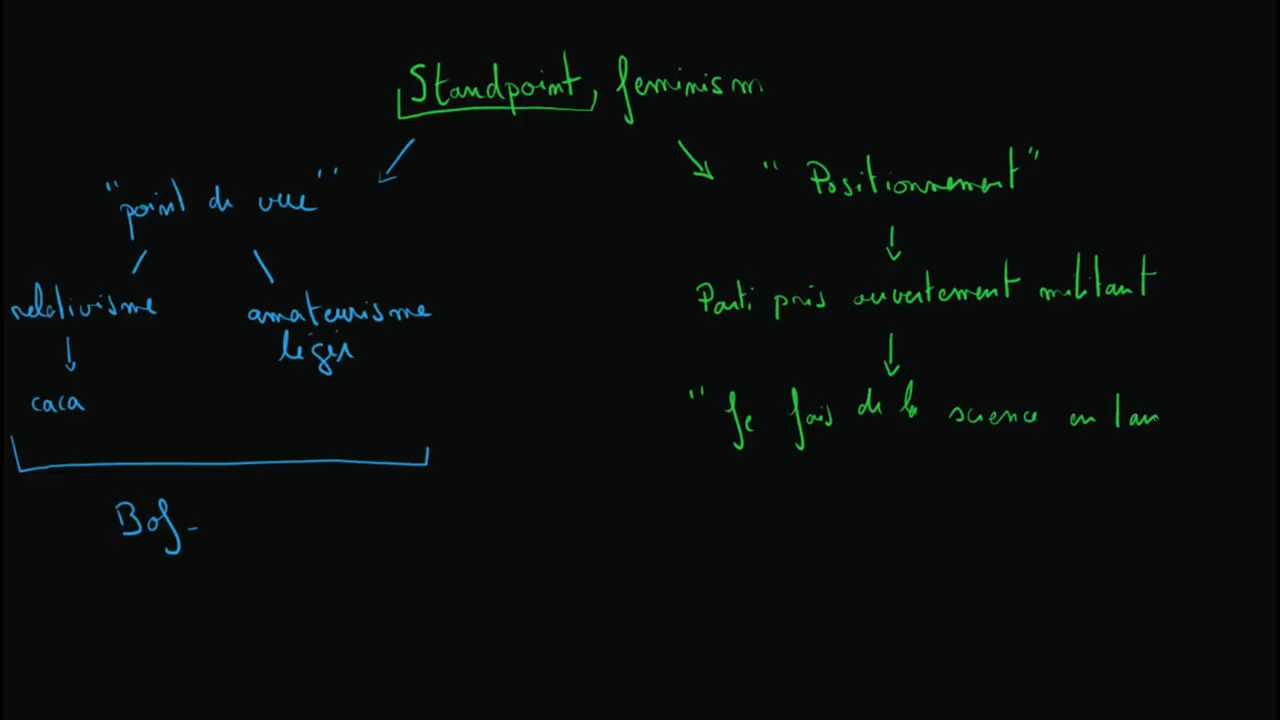 Standpoint, feminism
"point de vue"
"Positionnement"
relativisme
amateurisme
léger
Parti pris ouvertement militant
caca
"Je fais de la science en tan
Bof -